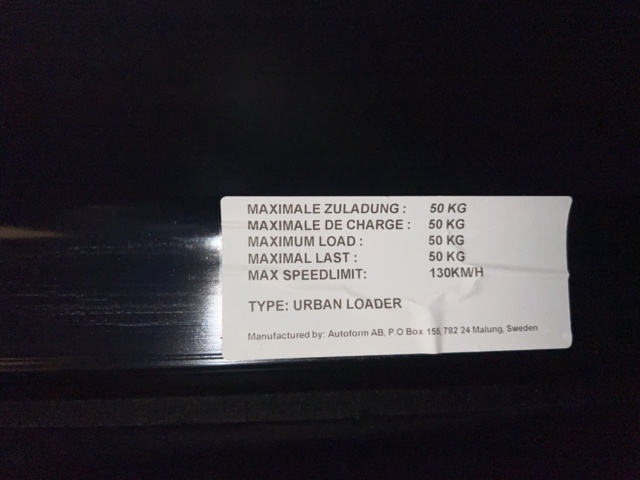 MAXIMALE ZULADUNG : 50 KG
MAXIMALE DE CHARGE : 50 KG
MAXIMUM LOAD : 50 KG
MAXIMAL LAST : 50 KG
MAX SPEEDLIMIT: 130KM/H
TYPE: URBAN LOADER
Manufactured by: Autoform AB, P.O Box 155, 782 24 Malung, Sweden